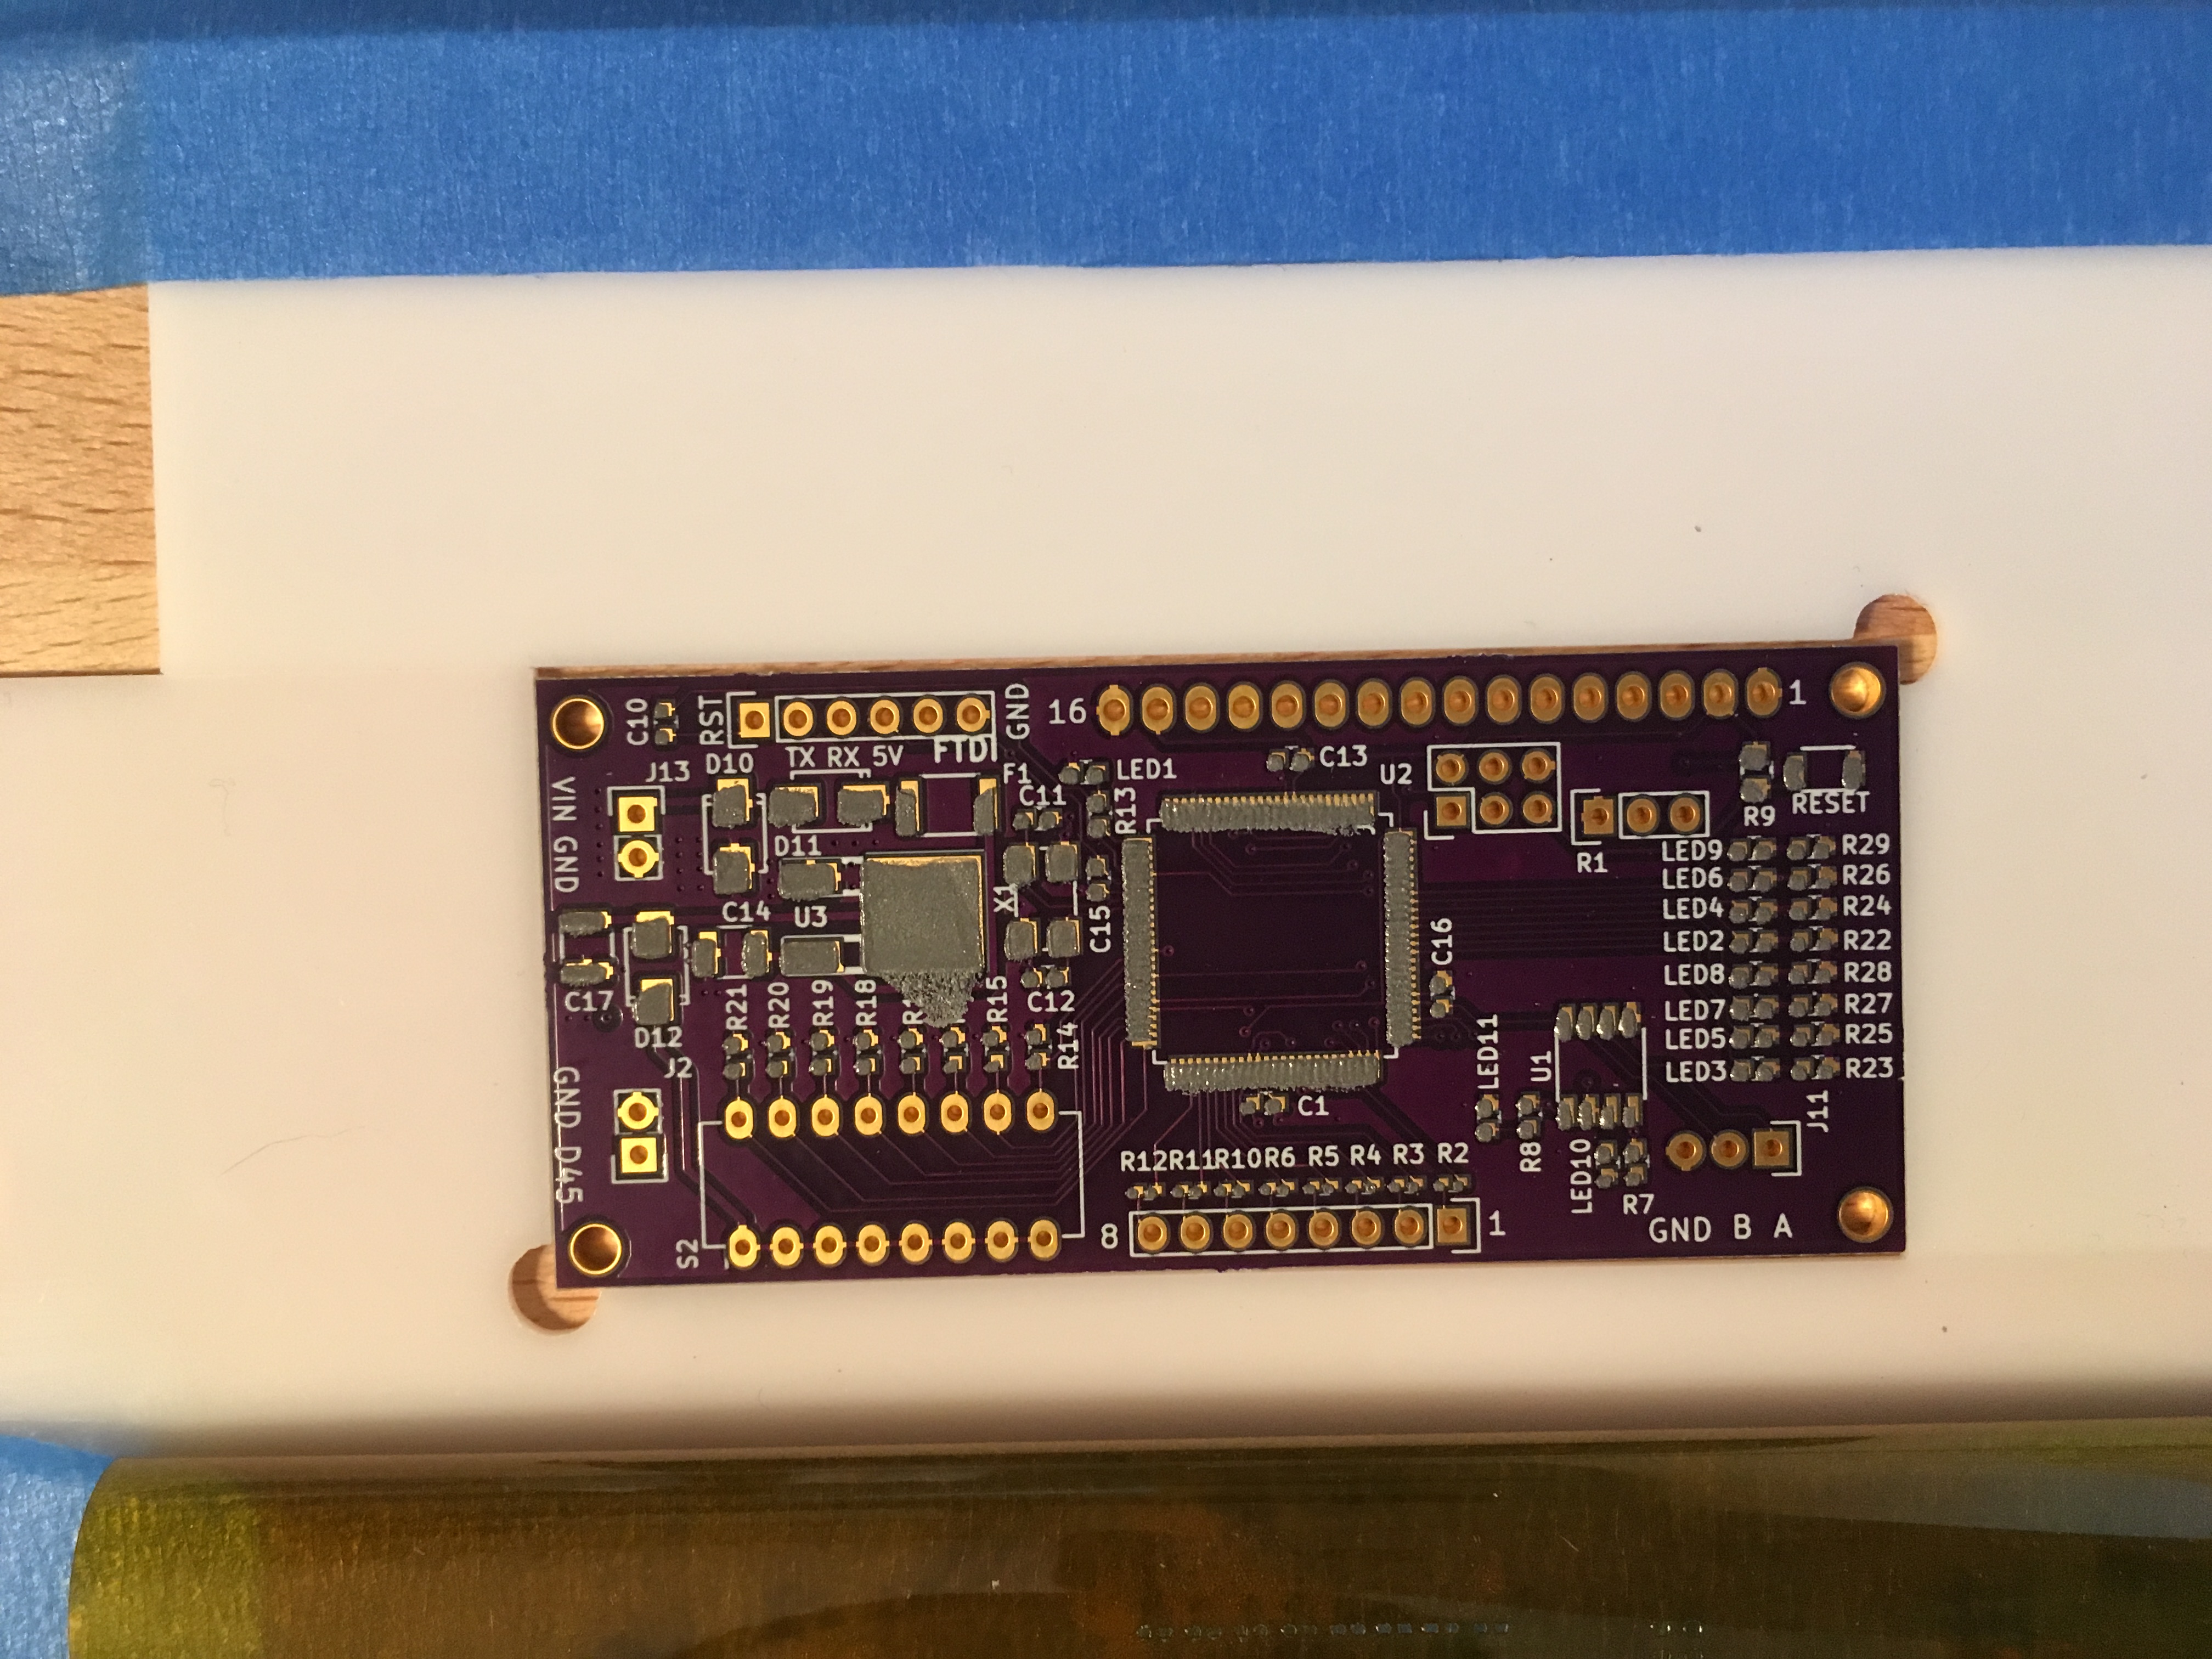 GND B A
R7
LED10
R8
LED11
U1
J11
1
8
R2
R3
R4
R5
R6
R10
R11
R12
S2
GND D45
J2
R23
R25
R27
R28
R22
R24
R26
R29
LED3
LED5
LED7
LED8
LED2
LED4
LED6
LED9
C1
C16
R14
R15
R18
R19
R20
R21
C12
D12
C17
C15
X1
U3
C14
D11
R1
R9
RESET
U2
C13
R13
LED1
C11
F1
D10
J13
VIN GND
FTDI
5V
RX
TX
RST
GND
C10
1
16